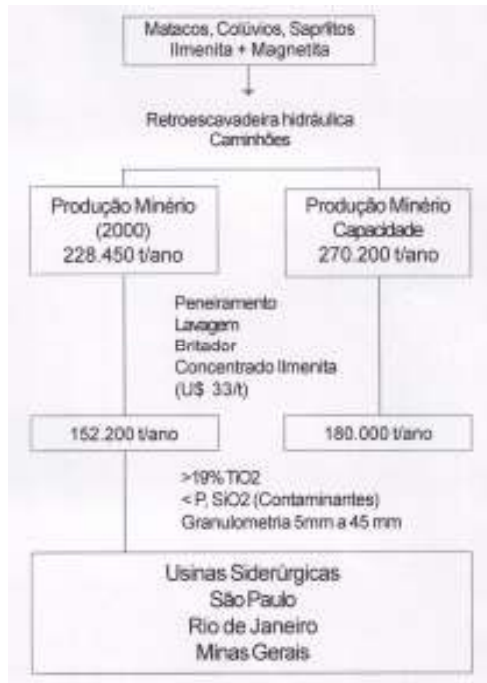 Matacos, Colúvios, Saprlitos
Ilmenita + Magnetita
Retroescavadeira hidráulica
Caminhões
Produção Minério
(2000)
228.450 t/ano
Produção Minério
Capacidade
270.200 t/ano
Peneiramento
Lavagem
Britador
Concentrado Ilmenita
(U$ 33/t)
152.200 t/ano
180.000 t/ano
>19% TiO2
< P, SiO2 (Contaminantes)
Granulometria 5mm a 45 mm
Usinas Siderúrgicas
São Paulo
Rio de Janeiro
Minas Gerais